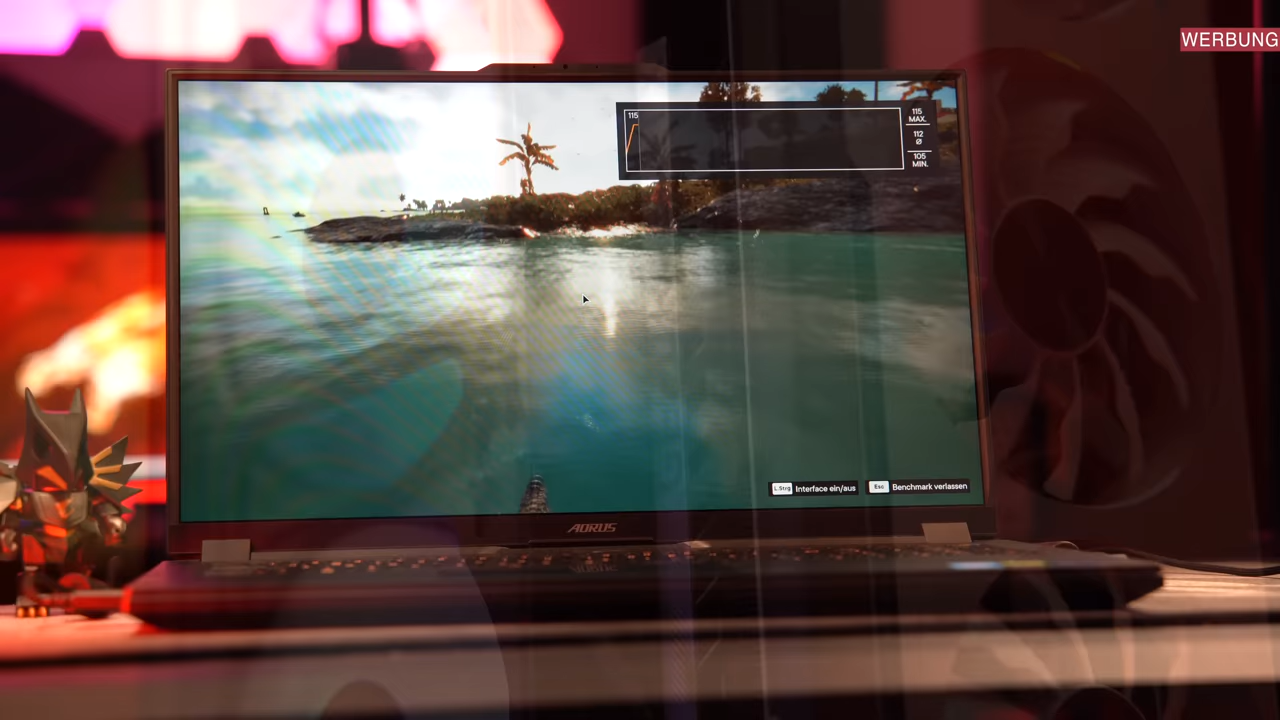 WERBUNG
115
115
MAX.
112
Ø
105
MIN.
L.Strg Interface ein/aus Esc Benchmark verlassen
AORUS